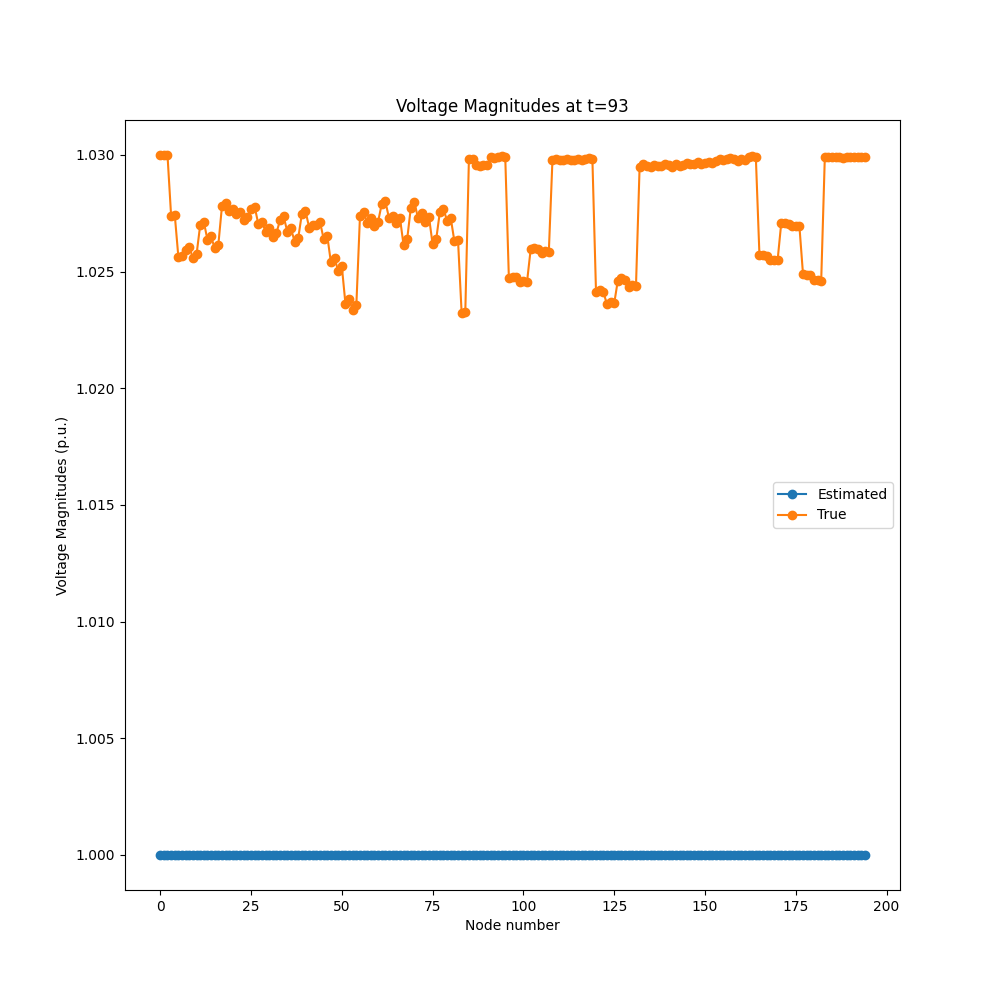 Voltage Magnitudes at t=93
1.030
1.025
1.020
1.015
1.010
1.005
1.000
Voltage Magnitudes (p.u.)
Estimated
True
0 25 50 75 100 125 150 175 200
Node number